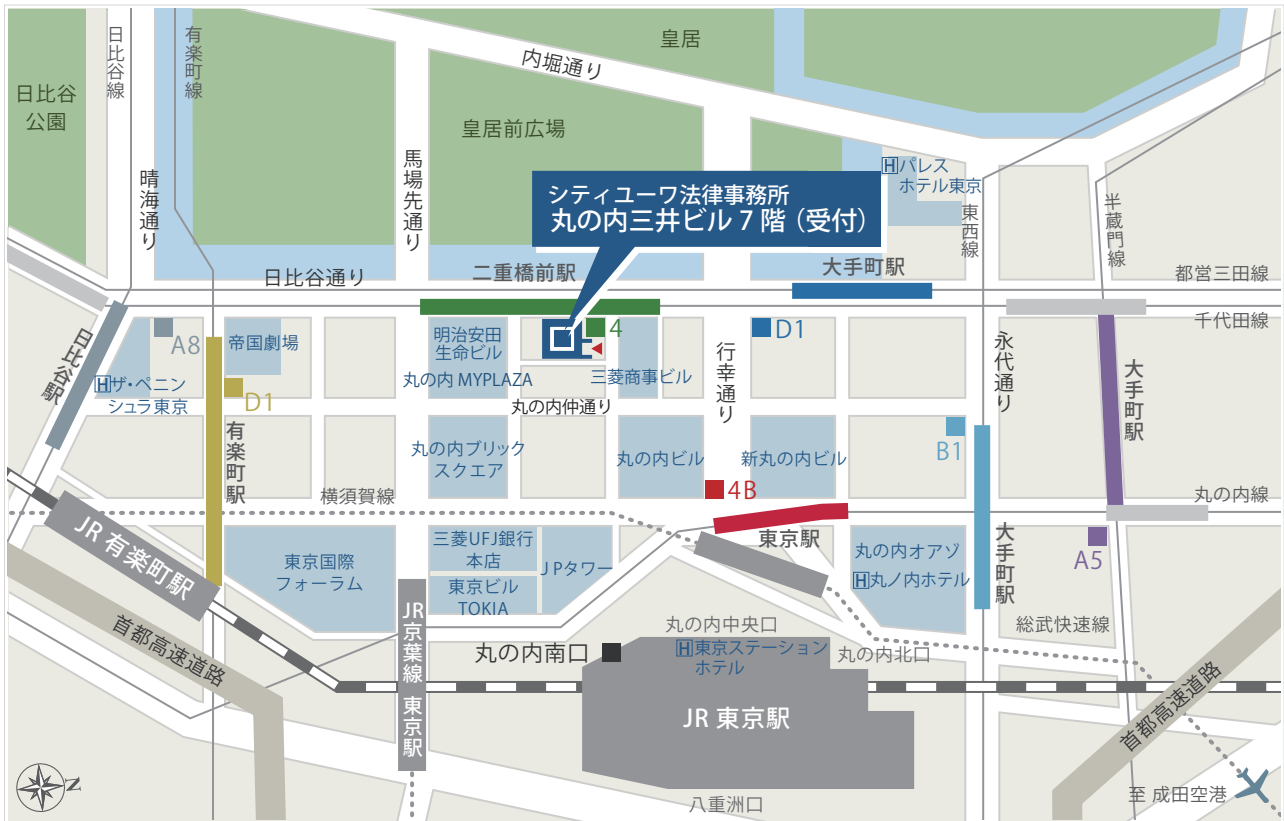 日比谷線
有楽町線
皇居
内堀通り
日比谷
公園
皇居前広場
馬場先通り
晴海通り
H パレス
ホテル東京
東西線
半蔵門線
シティユーワ法律事務所
丸の内三井ビル 7 階（受付）
日比谷通り
二重橋前駅
大手町駅
都営三田線
千代田線
日比谷駅
A8
帝国劇場
明治安田
生命ビル
4
D1
行幸通り
永代通り
大手町駅
H ザ・ペニン
シュラ東京
D1
丸の内 MYPLAZA
三菱商事ビル
丸の内仲通り
有楽町駅
丸の内ブリック
スクエア
丸の内ビル
新丸の内ビル
B1
横須賀線
4B
丸の内線
JR 有楽町駅
東京国際
フォーラム
三菱UFJ銀行
本店
東京ビル
TOKIA
J Pタワー
東京駅
丸の内オアゾ
H 丸ノ内ホテル
大手町駅
A5
首都高速道路
JR京葉線 東京駅
丸の内中央口
総武快速線
丸の内南口
H 東京ステーション
ホテル
丸の内北口
首都高速道路
JR 東京駅
N
八重洲口
至 成田空港